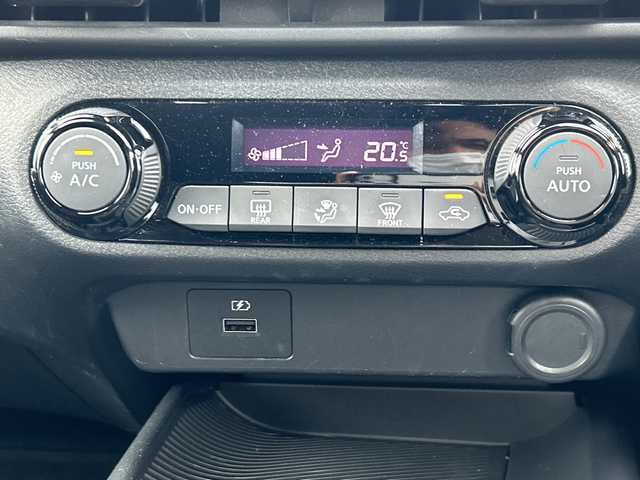 20.5°C
PUSH
A/C
PUSH
AUTO
ON·OFF
REAR
FRONT